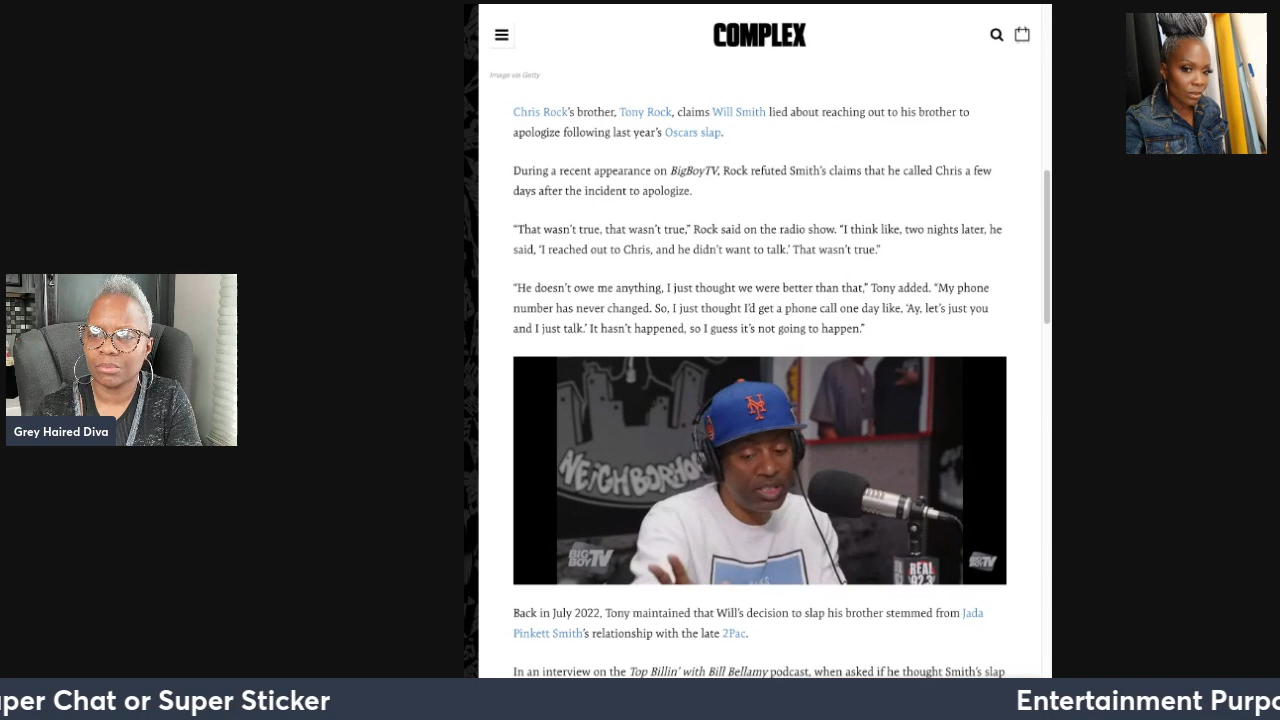 COMPLEX
Image via Getty
Chris Rock's brother, Tony Rock, claims Will Smith lied about reaching out to his brother to
apologize following last year's Oscars slap.
During a recent appearance on BigBoyTV, Rock refuted Smith's claims that he called Chris a few
days after the incident to apologize.
“That wasn't true, that wasn't true,” Rock said on the radio show. “I think like, two nights later, he
said, ‘I reached out to Chris, and he didn't want to talk.’ That wasn't true.”
“He doesn't owe me anything, I just thought we were better than that,” Tony added. “My phone
number has never changed. So, I just thought I'd get a phone call one day like, ‘Ay, let's just you
and I just talk.’ It hasn't happened, so I guess it's not going to happen.”
NEIGHBORHO
BIG
BOYTV
REAL
92.3
BIG
BOYTV
Back in July 2022, Tony maintained that Will's decision to slap his brother stemmed from Jada
Pinkett Smith's relationship with the late 2Pac.
In an interview on the Top Billin' with Bill Bellamy podcast, when asked if he thought Smith's slap
Grey Haired Diva
per Chat or Super Sticker
Entertainment Purpo